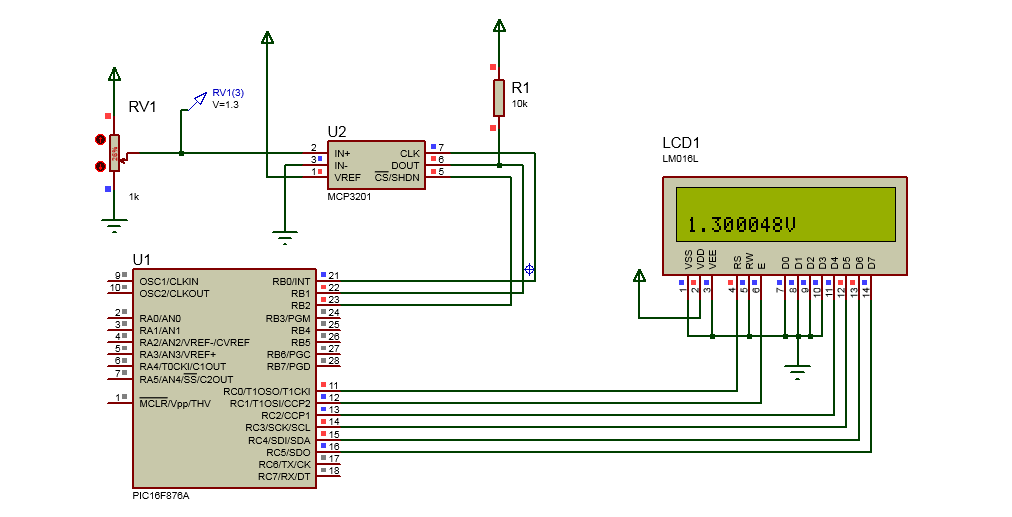 RV1
RV1(3)
V=1.3
26%
1k
R1
10k
U2
2 IN+ CLK 7
3 IN- DOUT 6
1 VREF CS/SHDN 5
MCP3201
LCD1
LM016L
1.300048V
VSS VDD VEE RS RW E D0 D1 D2 D3 D4 D5 D6 D7
1 2 3 4 5 6 7 8 9 10 11 12 13 14
U1
9 OSC1/CLKIN RB0/INT 21
10 OSC2/CLKOUT RB1 22
RB2 23
2 RA0/AN0 RB3/PGM 24
3 RA1/AN1 RB4 25
4 RA2/AN2/VREF-/CVREF RB5 26
5 RA3/AN3/VREF+ RB6/PGC 27
6 RA4/T0CKI/C1OUT RB7/PGD 28
7 RA5/AN4/SS/C2OUT
RC0/T1OSO/T1CKI 11
1 MCLR/Vpp/THV RC1/T1OSI/CCP2 12
RC2/CCP1 13
RC3/SCK/SCL 14
RC4/SDI/SDA 15
RC5/SDO 16
RC6/TX/CK 17
RC7/RX/DT 18
PIC16F876A